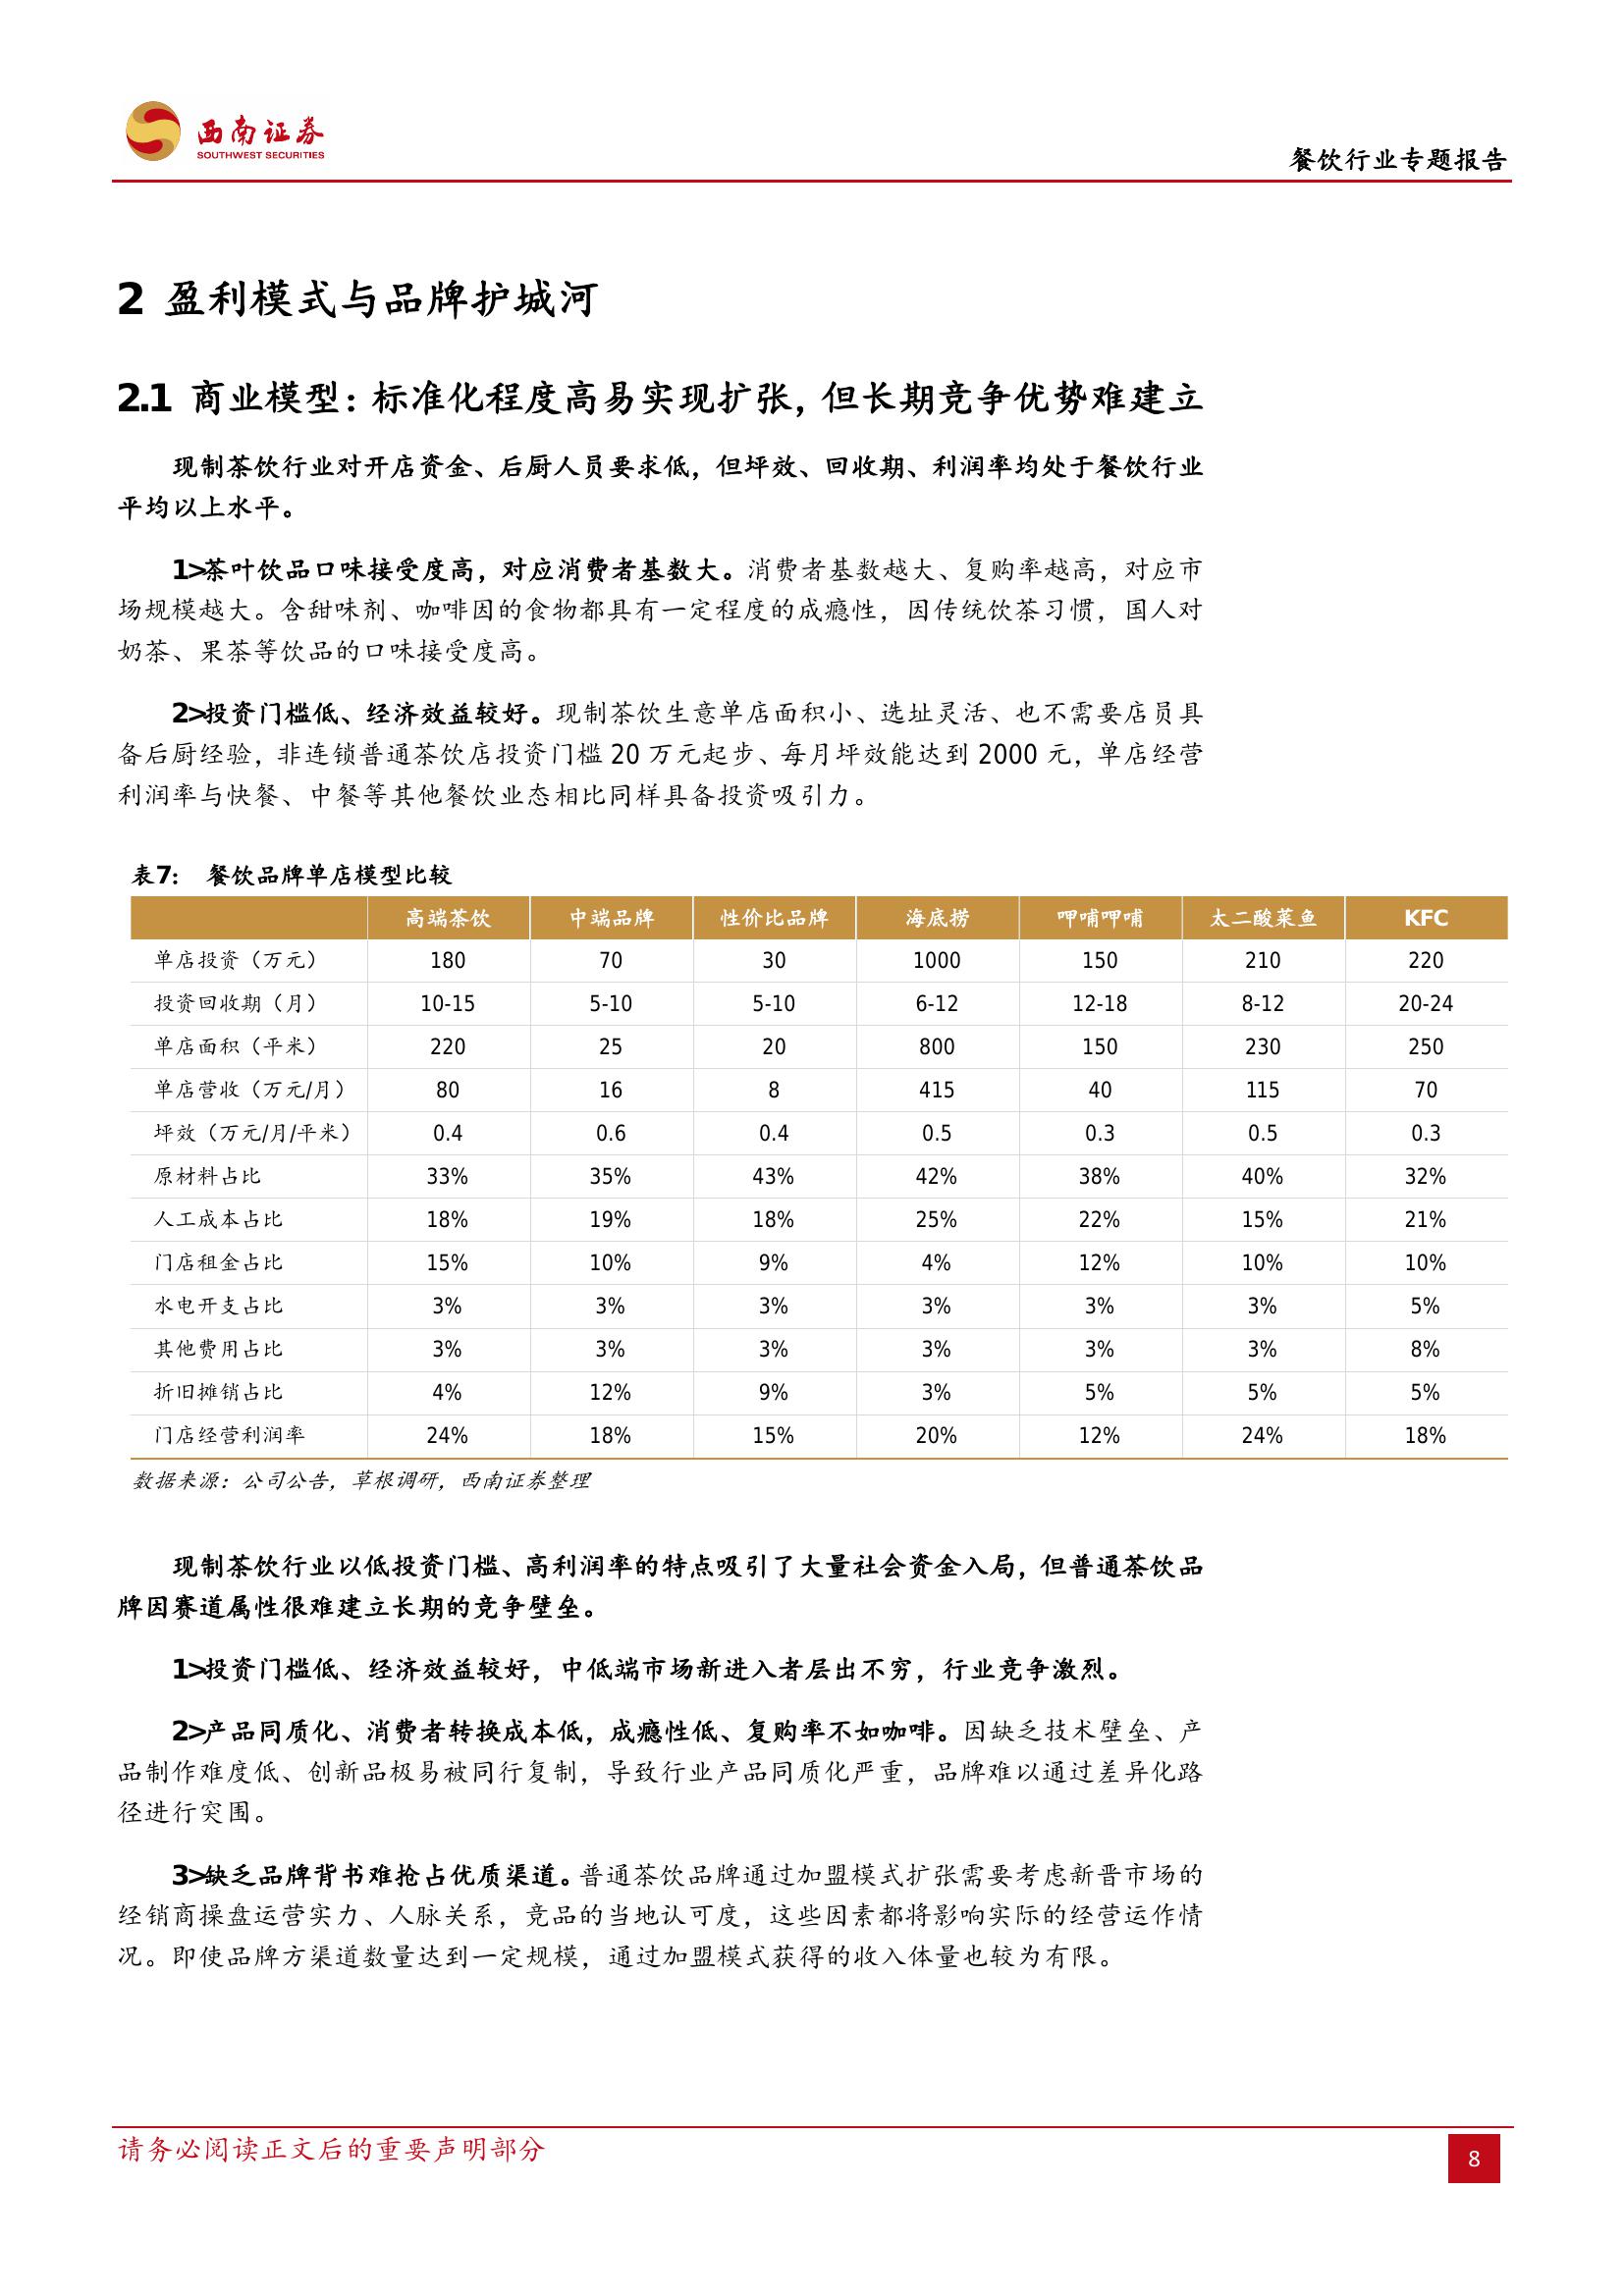 西南证券
SOUTHWEST SECURITIES
餐饮行业专题报告
2 盈利模式与品牌护城河
2.1 商业模型：标准化程度高易实现扩张，但长期竞争优势难建立
现制茶饮行业对开店资金、后厨人员要求低，但坪效、回收期、利润率均处于餐饮行业
平均以上水平。
1>茶叶饮品口味接受度高，对应消费者基数大。消费者基数越大、复购率越高，对应市
场规模越大。含甜味剂、咖啡因的食物都具有一定程度的成瘾性，因传统饮茶习惯，国人对
奶茶、果茶等饮品的口味接受度高。
2>投资门槛低、经济效益较好。现制茶饮生意单店面积小、选址灵活、也不需要店员具
备后厨经验，非连锁普通茶饮店投资门槛 20 万元起步、每月坪效能达到 2000 元，单店经营
利润率与快餐、中餐等其他餐饮业态相比同样具备投资吸引力。
表7： 餐饮品牌单店模型比较
高端茶饮 中端品牌 性价比品牌 海底捞 呷哺呷哺 太二酸菜鱼 KFC
单店投资（万元） 180 70 30 1000 150 210 220
投资回收期（月） 10-15 5-10 5-10 6-12 12-18 8-12 20-24
单店面积（平米） 220 25 20 800 150 230 250
单店营收（万元/月） 80 16 8 415 40 115 70
坪效（万元/月/平米） 0.4 0.6 0.4 0.5 0.3 0.5 0.3
原材料占比 33% 35% 43% 42% 38% 40% 32%
人工成本占比 18% 19% 18% 25% 22% 15% 21%
门店租金占比 15% 10% 9% 4% 12% 10% 10%
水电开支占比 3% 3% 3% 3% 3% 3% 5%
其他费用占比 3% 3% 3% 3% 3% 3% 8%
折旧摊销占比 4% 12% 9% 3% 5% 5% 5%
门店经营利润率 24% 18% 15% 20% 12% 24% 18%
数据来源：公司公告，草根调研，西南证券整理
现制茶饮行业以低投资门槛、高利润率的特点吸引了大量社会资金入局，但普通茶饮品
牌因赛道属性很难建立长期的竞争壁垒。
1>投资门槛低、经济效益较好，中低端市场新进入者层出不穷，行业竞争激烈。
2>产品同质化、消费者转换成本低，成瘾性低、复购率不如咖啡。因缺乏技术壁垒、产
品制作难度低、创新品极易被同行复制，导致行业产品同质化严重，品牌难以通过差异化路
径进行突围。
3>缺乏品牌背书难抢占优质渠道。普通茶饮品牌通过加盟模式扩张需要考虑新晋市场的
经销商操盘运营实力、人脉关系，竞品的当地认可度，这些因素都将影响实际的经营运作情
况。即使品牌方渠道数量达到一定规模，通过加盟模式获得的收入体量也较为有限。
请务必阅读正文后的重要声明部分
8